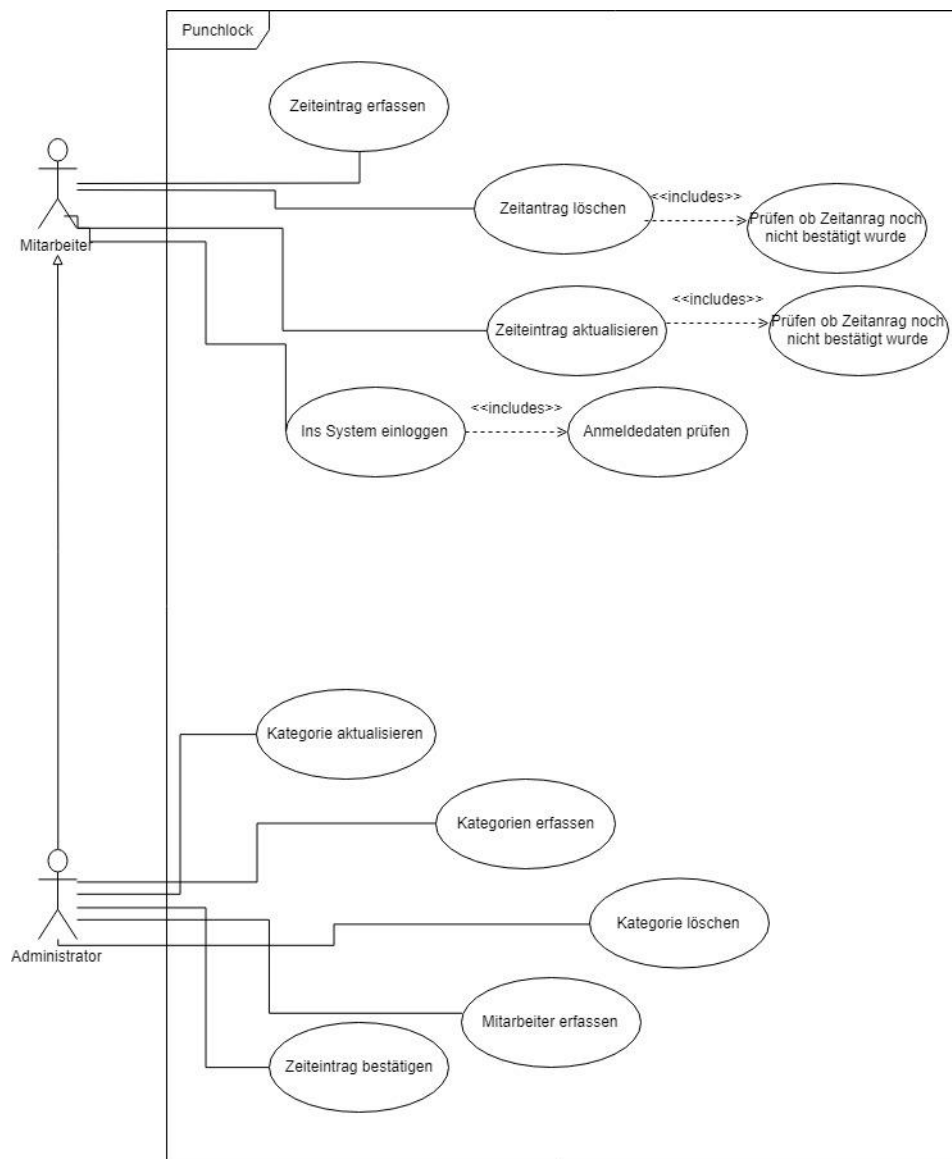 Punchlock
Zeiteintrag erfassen
<<includes>>
Zeitantrag löschen
Prüfen ob Zeitanrag noch
nicht bestätigt wurde
Mitarbeiter
<<includes>>
Zeiteintrag aktualisieren
Prüfen ob Zeitanrag noch
nicht bestätigt wurde
<<includes>>
Ins System einloggen
Anmeldedaten prüfen
Kategorie aktualisieren
Kategorien erfassen
Kategorie löschen
Administrator
Mitarbeiter erfassen
Zeiteintrag bestätigen